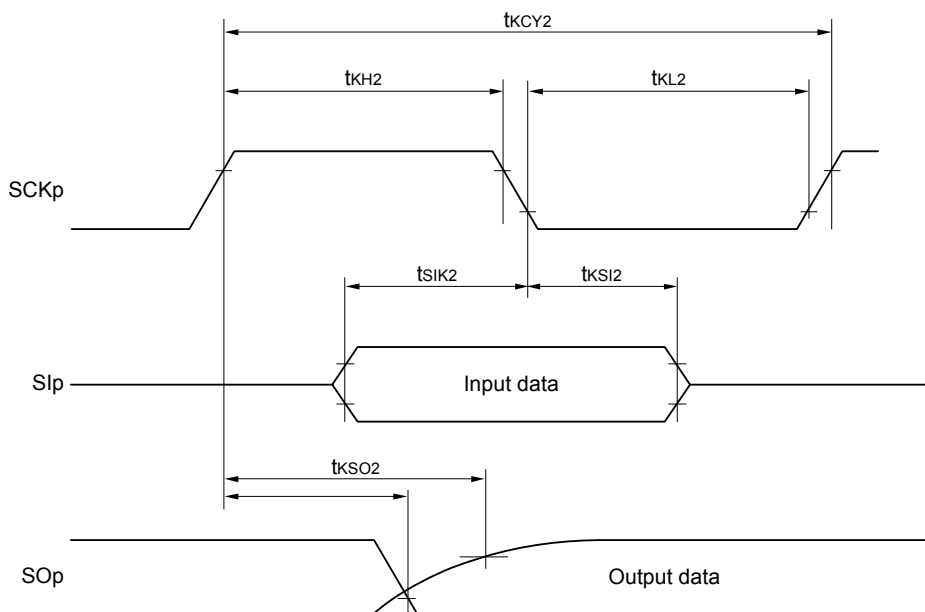 tKCY2
tKH2
tKL2
SCKp
tSIK2
tKSI2
SIp
Input data
tKSO2
SOp
Output data